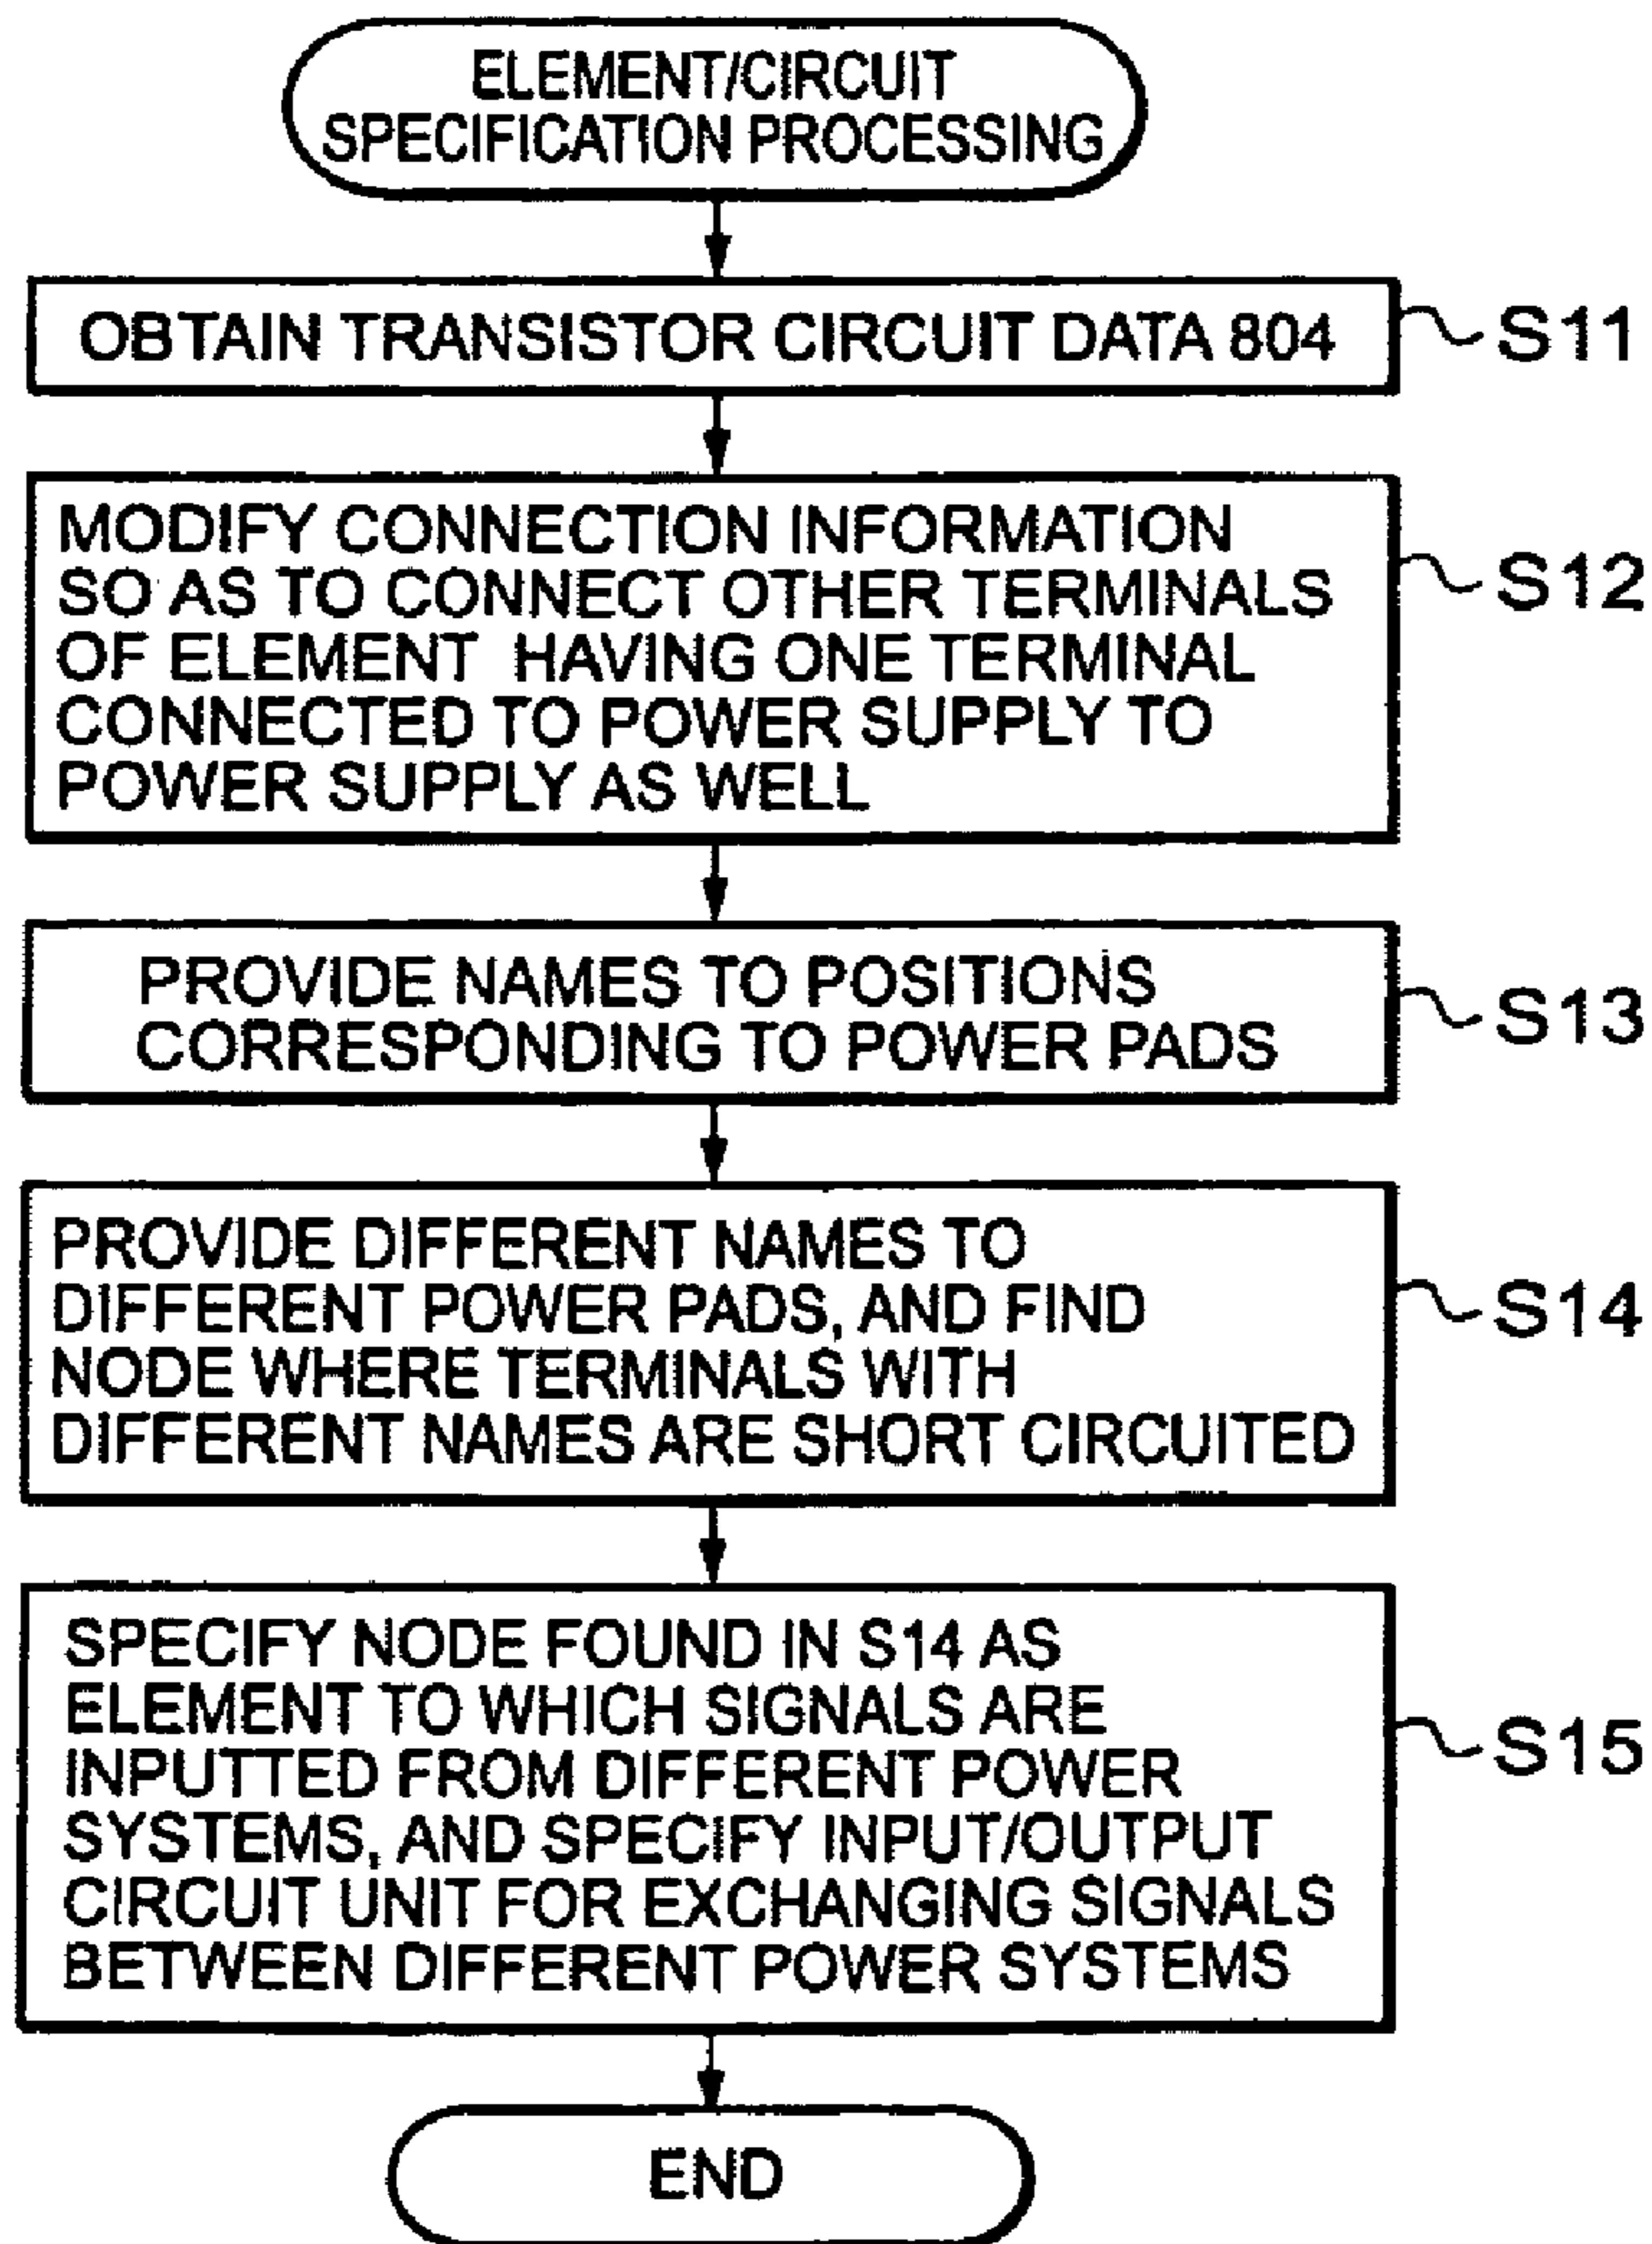 ELEMENT/CIRCUIT
SPECIFICATION PROCESSING
OBTAIN TRANSISTOR CIRCUIT DATA 804
S11
MODIFY CONNECTION INFORMATION
SO AS TO CONNECT OTHER TERMINALS
OF ELEMENT HAVING ONE TERMINAL
CONNECTED TO POWER SUPPLY TO
POWER SUPPLY AS WELL
S12
PROVIDE NAMES TO POSITIONS
CORRESPONDING TO POWER PADS
S13
PROVIDE DIFFERENT NAMES TO
DIFFERENT POWER PADS, AND FIND
NODE WHERE TERMINALS WITH
DIFFERENT NAMES ARE SHORT CIRCUITED
S14
SPECIFY NODE FOUND IN S14 AS
ELEMENT TO WHICH SIGNALS ARE
INPUTTED FROM DIFFERENT POWER
SYSTEMS, AND SPECIFY INPUT/OUTPUT
CIRCUIT UNIT FOR EXCHANGING SIGNALS
BETWEEN DIFFERENT POWER SYSTEMS
S15
END